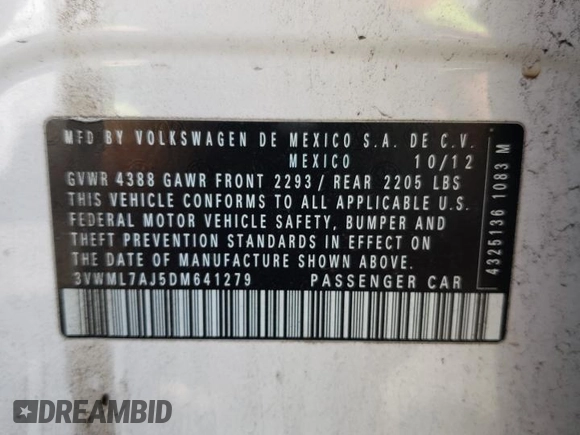 MFD BY VOLKSWAGEN DE MEXICO S.A. DE C.V.
MEXICO 10/12
GVWR 4388 GAWR FRONT 2293/ REAR 2205 LBS
THIS VEHICLE CONFORMS TO ALL APPLICABLE U.S.
FEDERAL MOTOR VEHICLE SAFETY, BUMPER AND
THEFT PREVENTION STANDARDS IN EFFECT ON
THE DATE OF MANUFACTURE SHOWN ABOVE.
3VWML7AJ5DM641279 PASSENGER CAR
4325136 1083 M
DREAMBID